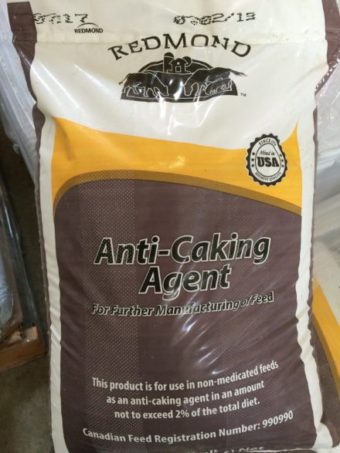 REDMOND
REDMOND
TM
Made in
USA
Anti-Caking
Agent
For Further Manufacturing of Feed
This product is for use in non-medicated feeds
as an anti-caking agent in an amount
not to exceed 2% of the total diet.
Canadian Feed Registration Number: 990990